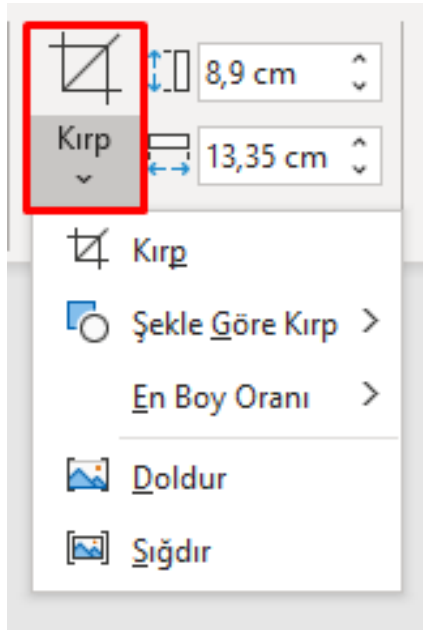 8,9 cm
Kırp
13,35 cm
Kırp
Şekle Göre Kırp
En Boy Oranı
Doldur
Sığdır